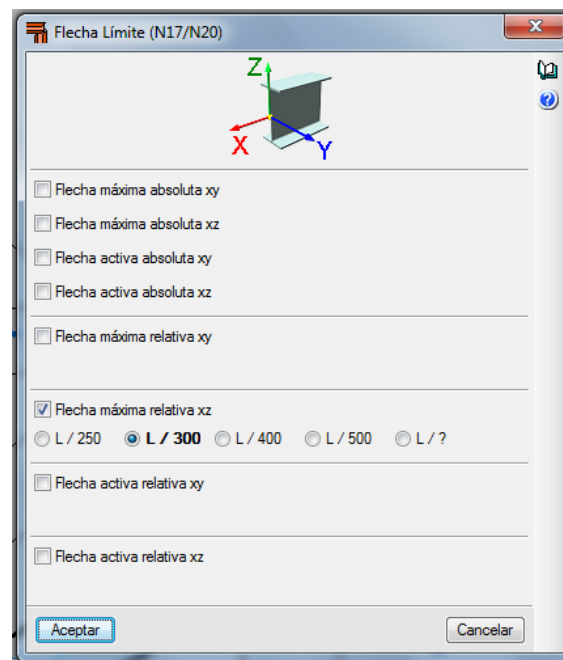 Flecha Límite (N17/N20)
Z
X
Y
Flecha máxima absoluta xy
Flecha máxima absoluta xz
Flecha activa absoluta xy
Flecha activa absoluta xz
Flecha máxima relativa xy
Flecha máxima relativa xz
L / 250 L / 300 L / 400 L / 500 L / ?
Flecha activa relativa xy
Flecha activa relativa xz
Aceptar Cancelar